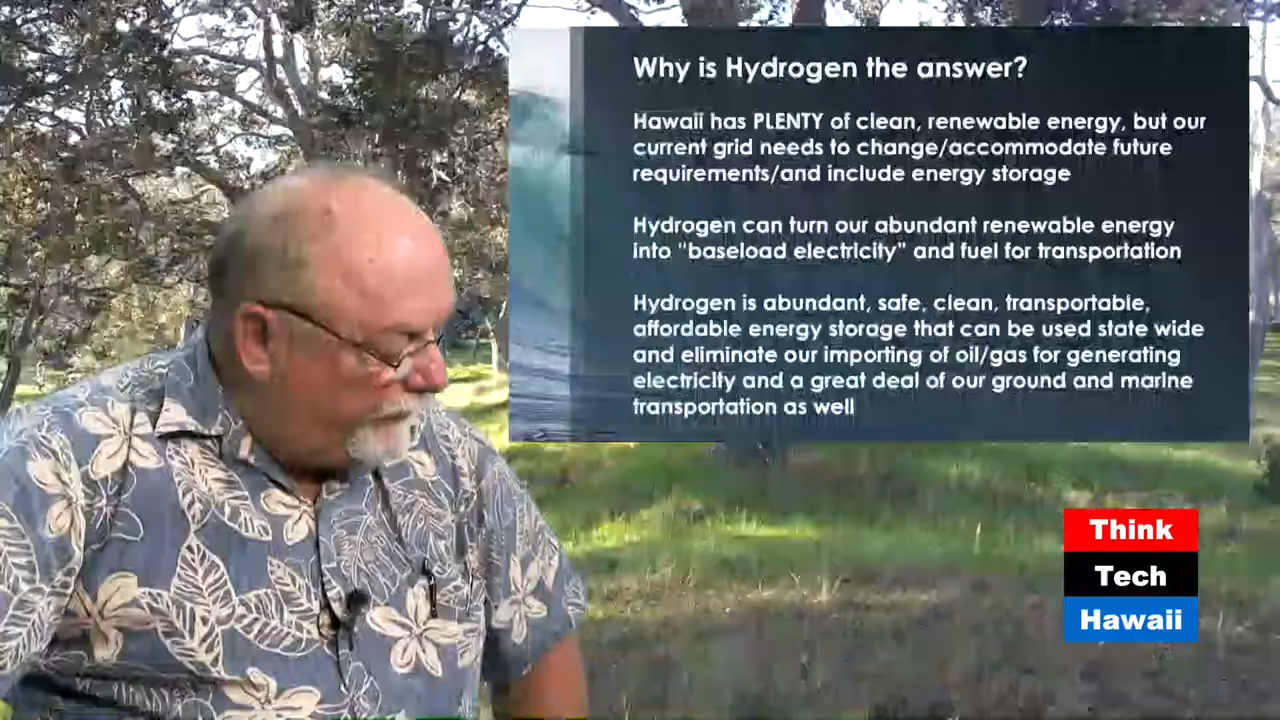 Why is Hydrogen the answer?
Hawaii has PLENTY of clean, renewable energy, but our
current grid needs to change/accommodate future
requirements/and include energy storage
Hydrogen can turn our abundant renewable energy
into "baseload electricity" and fuel for transportation
Hydrogen is abundant, safe, clean, transportable,
affordable energy storage that can be used state wide
and eliminate our importing of oil/gas for generating
electricity and a great deal of our ground and marine
transportation as well
Think
Tech
Hawaii